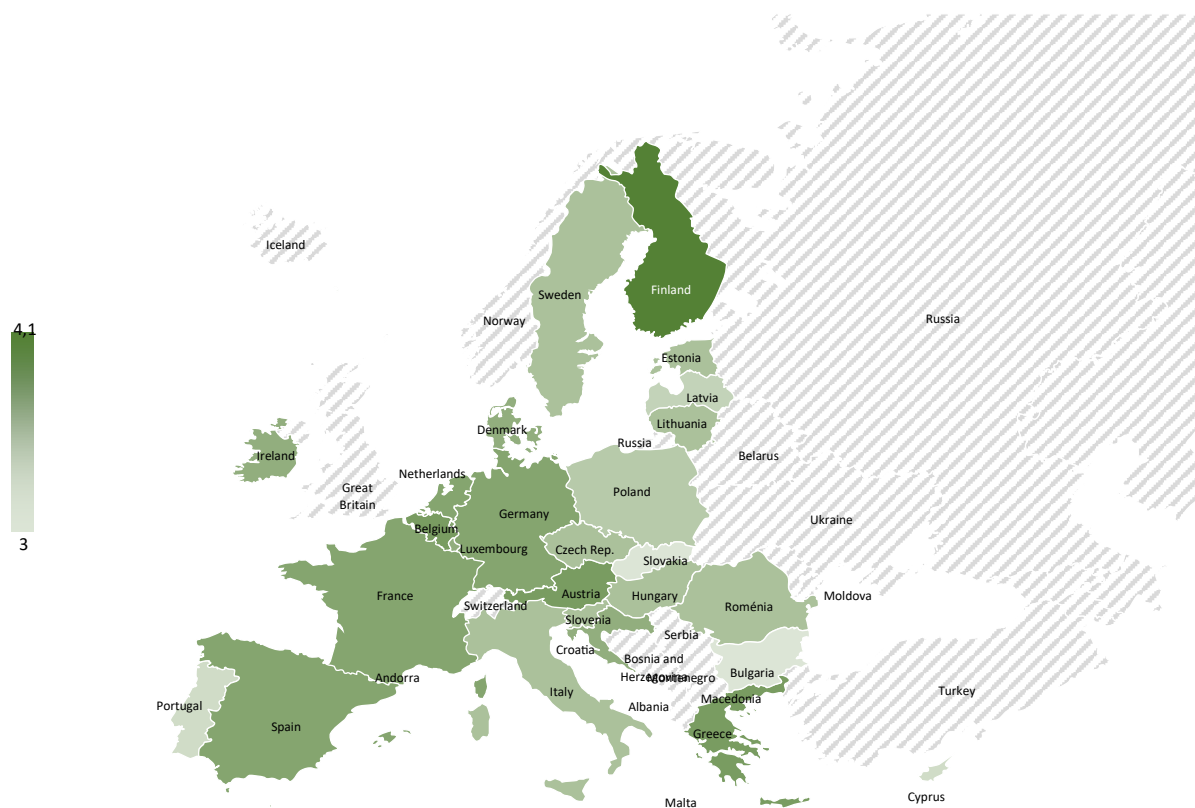 Iceland
Finland
Sweden
Norway
Russia
4,1
Estonia
Latvia
Lithuania
Denmark
Russia
Ireland
Belarus
Netherlands
Great
Britain
Poland
Germany
Ukraine
Belgium
3
Luxembourg
Czech Rep.
Slovakia
France
Austria
Hungary
Moldova
Switzerland
Roménia
Slovenia
Serbia
Croatia
Bosnia and
Herzegovina
Montenegro
Bulgaria
Andorra
Italy
Turkey
Macedonia
Portugal
Albania
Spain
Greece
Cyprus
Malta